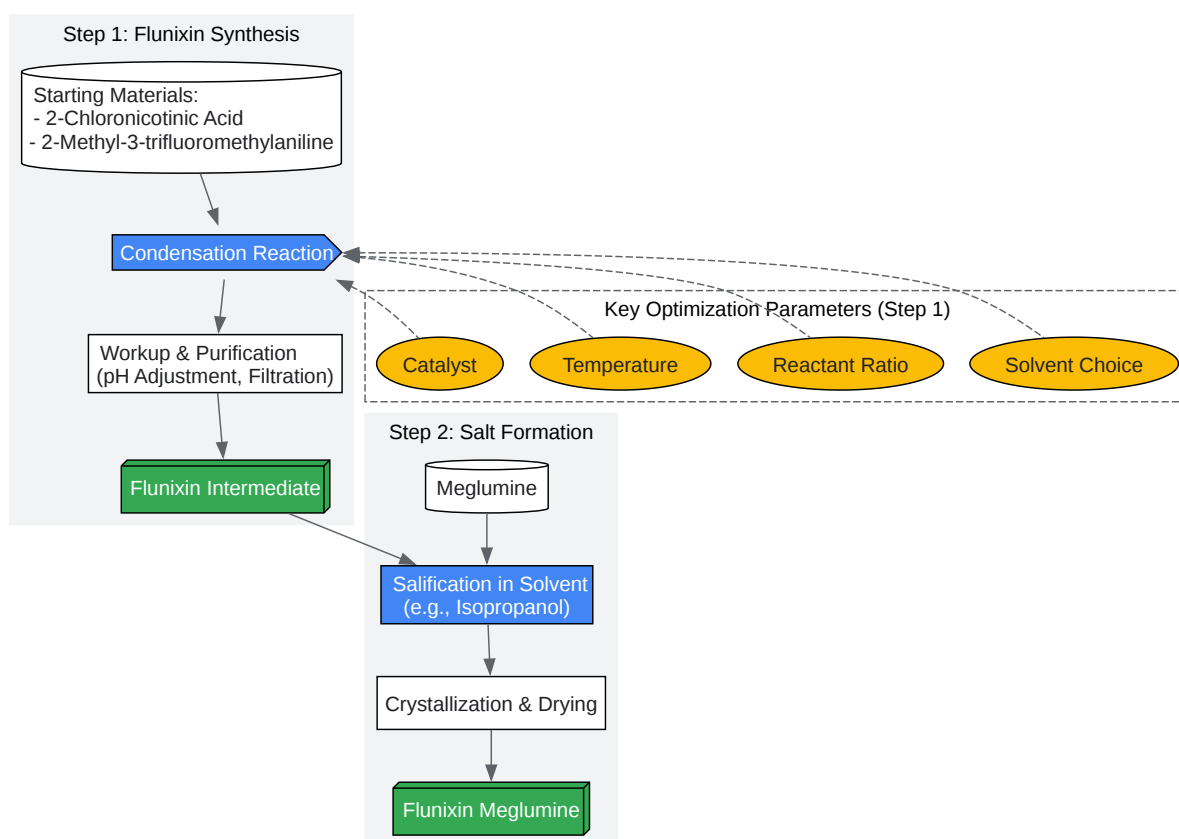 Step 1: Flunixin Synthesis
Starting Materials:
- 2-Chloronicotinic Acid
- 2-Methyl-3-trifluoromethylaniline
Condensation Reaction
Key Optimization Parameters (Step 1)
Catalyst
Temperature
Reactant Ratio
Solvent Choice
Workup & Purification
(pH Adjustment, Filtration)
Flunixin Intermediate
Step 2: Salt Formation
Meglumine
Salification in Solvent
(e.g., Isopropanol)
Crystallization & Drying
Flunixin Meglumine